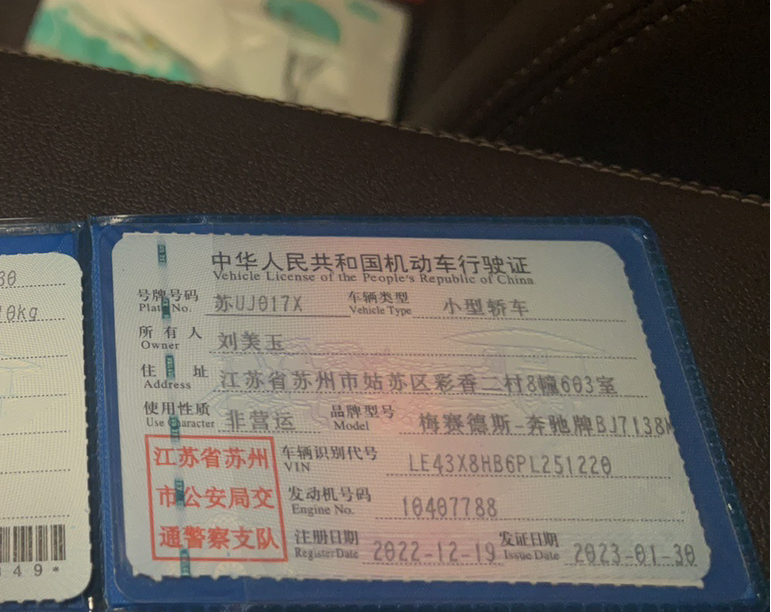 中华人民共和国机动车行驶证
Vehicle License of the People's Republic of China
号牌号码 苏UJ017X 车辆类型 小型轿车
Plate No. Vehicle Type
所有人 刘美玉
Owner
住址 江苏省苏州市姑苏区彩香二村8幢603室
Address
使用性质 非营运 品牌型号 梅赛德斯-奔驰牌BJ7138
Use Character Model
江苏省苏州 车辆识别代号 LE43X8HB6PL251220
VIN
市公安局交 发动机号码 10407788
Engine No.
通警察支队 注册日期 2022-12-19 发证日期 2023-01-30
Register Date Issue Date
30
0kg
49*